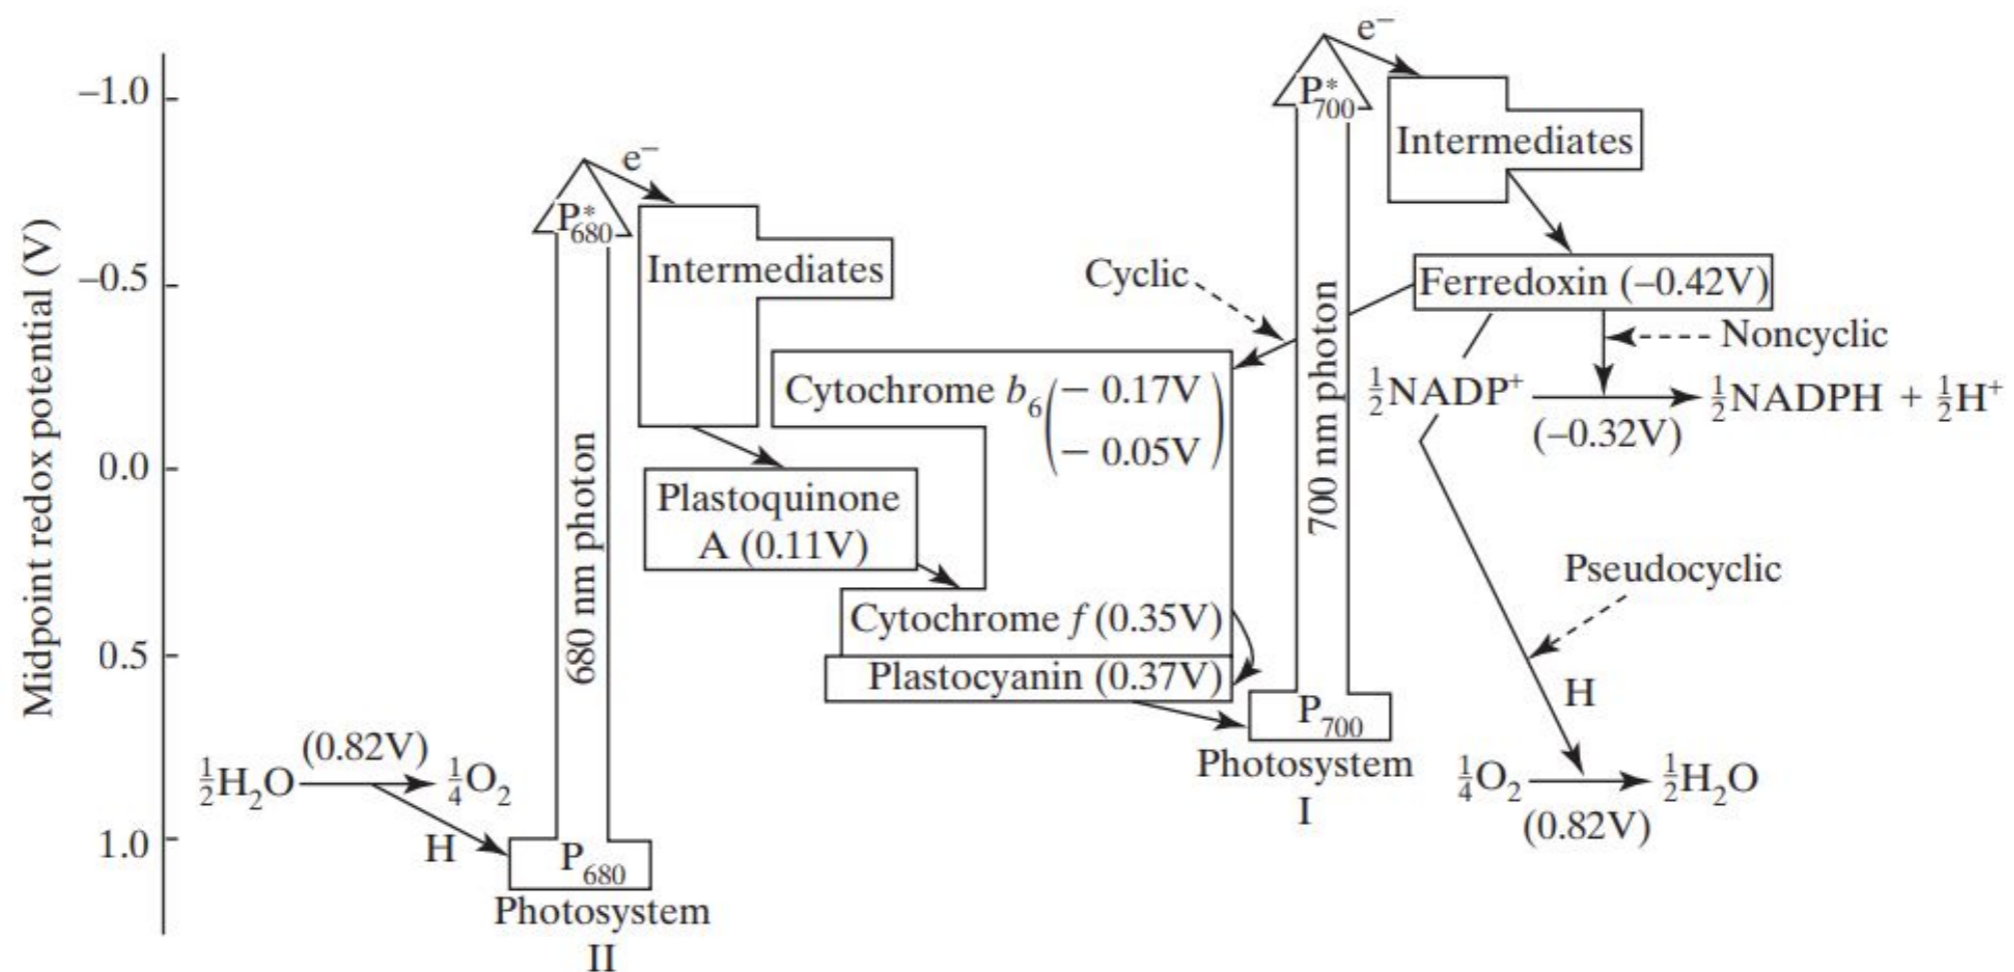 Midpoint redox potential (V)
–1.0
–0.5
0.0
0.5
1.0
½H₂O
(0.82V)
¼O₂
H
P₆₈₀
Photosystem
II
680 nm photon
P*₆₈₀
e⁻
Intermediates
Plastoquinone
A (0.11V)
Cytochrome b₆ (– 0.17V
– 0.05V)
Cytochrome f (0.35V)
Plastocyanin (0.37V)
P₇₀₀
Photosystem
I
700 nm photon
P*₇₀₀
e⁻
Intermediates
Ferredoxin (–0.42V)
Cyclic
Noncyclic
½NADP⁺
(–0.32V)
½NADPH + ½H⁺
Pseudocyclic
H
¼O₂
(0.82V)
½H₂O